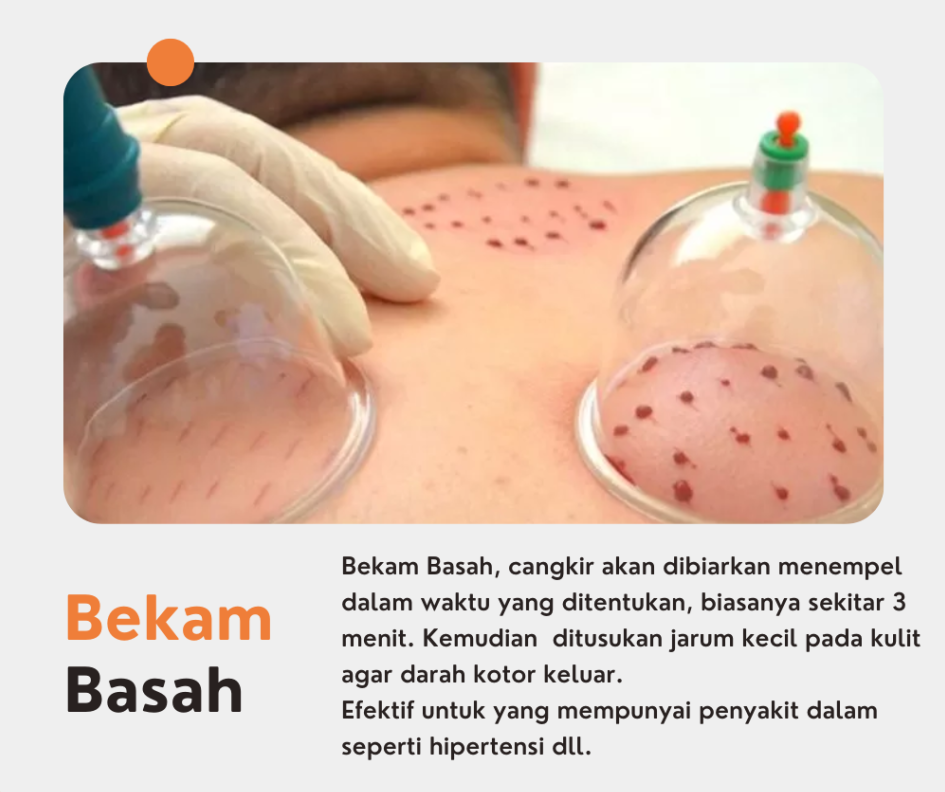 Bekam
Basah
Bekam Basah, cangkir akan dibiarkan menempel
dalam waktu yang ditentukan, biasanya sekitar 3
menit. Kemudian  ditusukan jarum kecil pada kulit
agar darah kotor keluar.
Efektif untuk yang mempunyai penyakit dalam
seperti hipertensi dll.